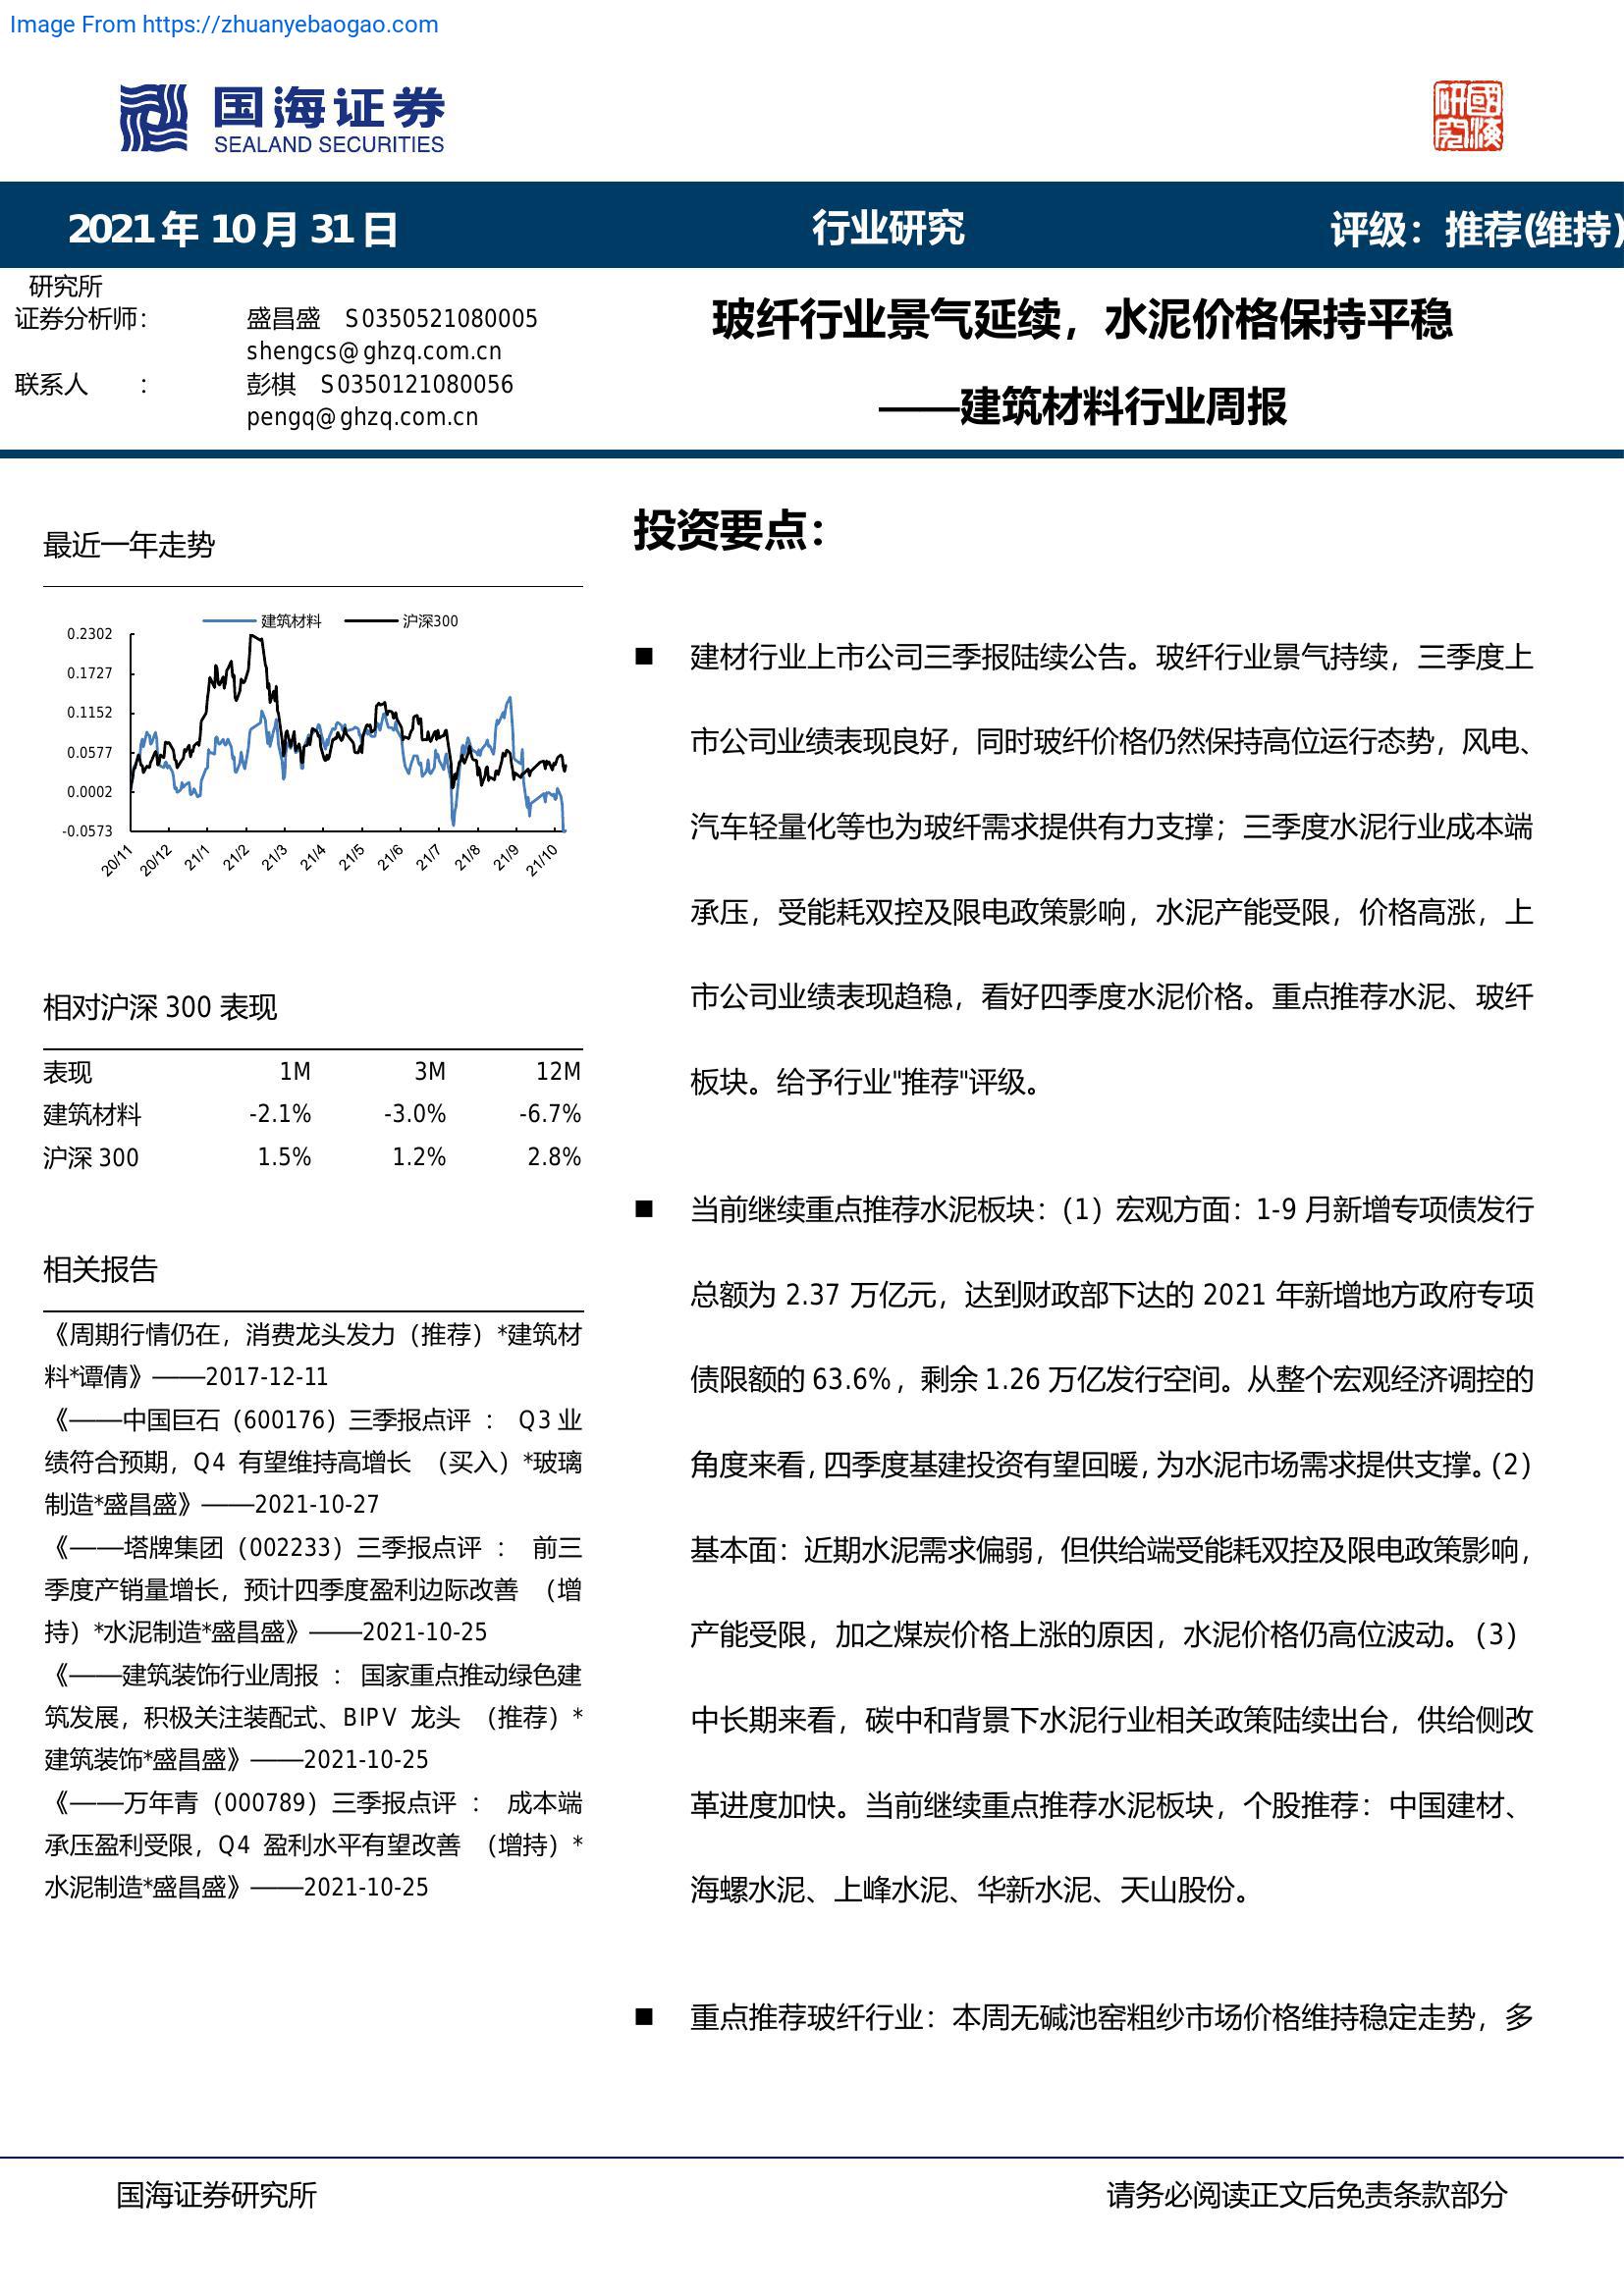 Image From https://zhuanyebaogao.com
国海证券
SEALAND SECURITIES
研國
究海
2021 年 10 月 31 日
行业研究
评级：推荐(维持)
研究所
证券分析师：
盛昌盛 S0350521080005
shengcs@ghzq.com.cn
联系人 ：
彭棋 S0350121080056
pengq@ghzq.com.cn
玻纤行业景气延续，水泥价格保持平稳
——建筑材料行业周报
最近一年走势
建筑材料 沪深300
0.2302
0.1727
0.1152
0.0577
0.0002
-0.0573
20/11 20/12 21/1 21/2 21/3 21/4 21/5 21/6 21/7 21/8 21/9 21/10
相对沪深 300 表现
表现 1M 3M 12M
建筑材料 -2.1% -3.0% -6.7%
沪深 300 1.5% 1.2% 2.8%
相关报告
《周期行情仍在，消费龙头发力（推荐）*建筑材
料*谭倩》——2017-12-11
《——中国巨石（600176）三季报点评 ： Q3 业
绩符合预期，Q4 有望维持高增长 （买入）*玻璃
制造*盛昌盛》——2021-10-27
《——塔牌集团（002233）三季报点评 ： 前三
季度产销量增长，预计四季度盈利边际改善 （增
持）*水泥制造*盛昌盛》——2021-10-25
《——建筑装饰行业周报 ： 国家重点推动绿色建
筑发展，积极关注装配式、BIPV 龙头 （推荐）*
建筑装饰*盛昌盛》——2021-10-25
《——万年青（000789）三季报点评 ： 成本端
承压盈利受限，Q4 盈利水平有望改善 （增持）*
水泥制造*盛昌盛》——2021-10-25
投资要点：
■ 建材行业上市公司三季报陆续公告。玻纤行业景气持续，三季度上
市公司业绩表现良好，同时玻纤价格仍然保持高位运行态势，风电、
汽车轻量化等也为玻纤需求提供有力支撑；三季度水泥行业成本端
承压，受能耗双控及限电政策影响，水泥产能受限，价格高涨，上
市公司业绩表现趋稳，看好四季度水泥价格。重点推荐水泥、玻纤
板块。给予行业"推荐"评级。
■ 当前继续重点推荐水泥板块：（1）宏观方面：1-9 月新增专项债发行
总额为 2.37 万亿元，达到财政部下达的 2021 年新增地方政府专项
债限额的 63.6%，剩余 1.26 万亿发行空间。从整个宏观经济调控的
角度来看，四季度基建投资有望回暖，为水泥市场需求提供支撑。（2）
基本面：近期水泥需求偏弱，但供给端受能耗双控及限电政策影响，
产能受限，加之煤炭价格上涨的原因，水泥价格仍高位波动。（3）
中长期来看，碳中和背景下水泥行业相关政策陆续出台，供给侧改
革进度加快。当前继续重点推荐水泥板块，个股推荐：中国建材、
海螺水泥、上峰水泥、华新水泥、天山股份。
■ 重点推荐玻纤行业：本周无碱池窑粗纱市场价格维持稳定走势，多
国海证券研究所
请务必阅读正文后免责条款部分